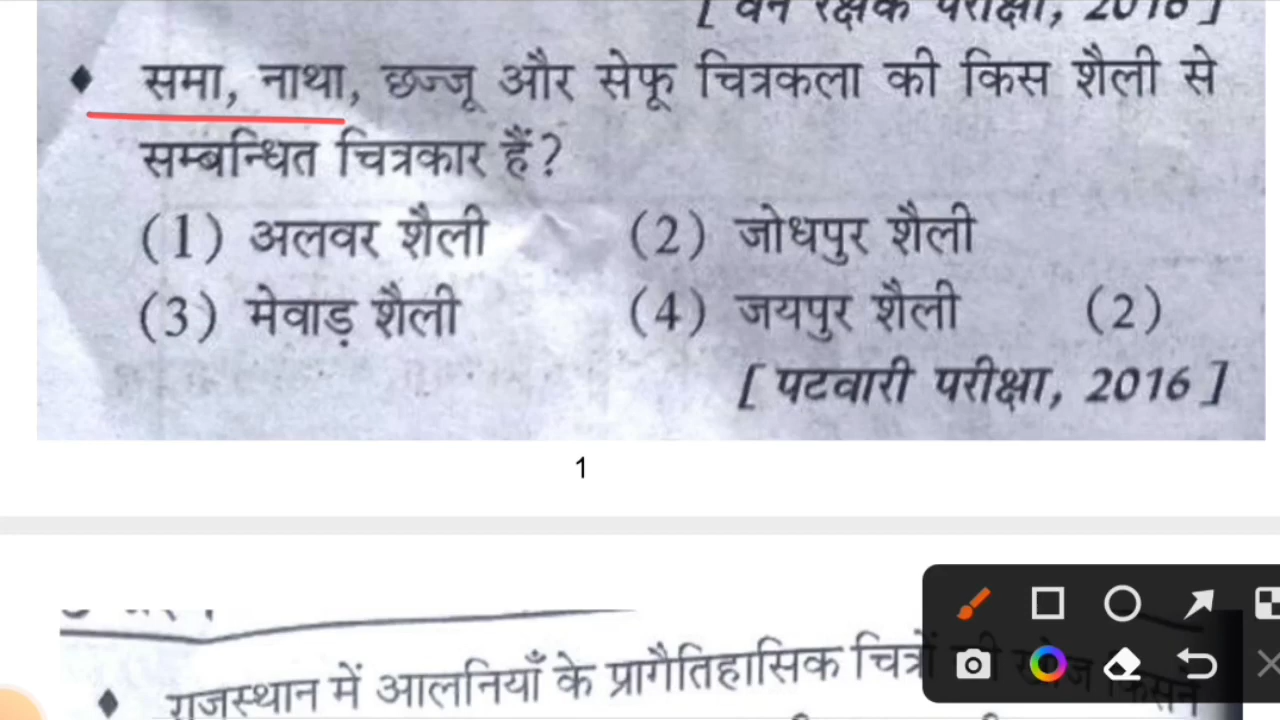 [ वन रक्षक परीक्षा, 2016 ]
♦ समा, नाथा, छज्जू और सेफू चित्रकला की किस शैली से
सम्बन्धित चित्रकार हैं?
(1) अलवर शैली (2) जोधपुर शैली
(3) मेवाड़ शैली (4) जयपुर शैली (2)
[ पटवारी परीक्षा, 2016 ]
1
♦ राजस्थान में आलनियाँ के प्रागैतिहासिक चित्रों की खोज किसने